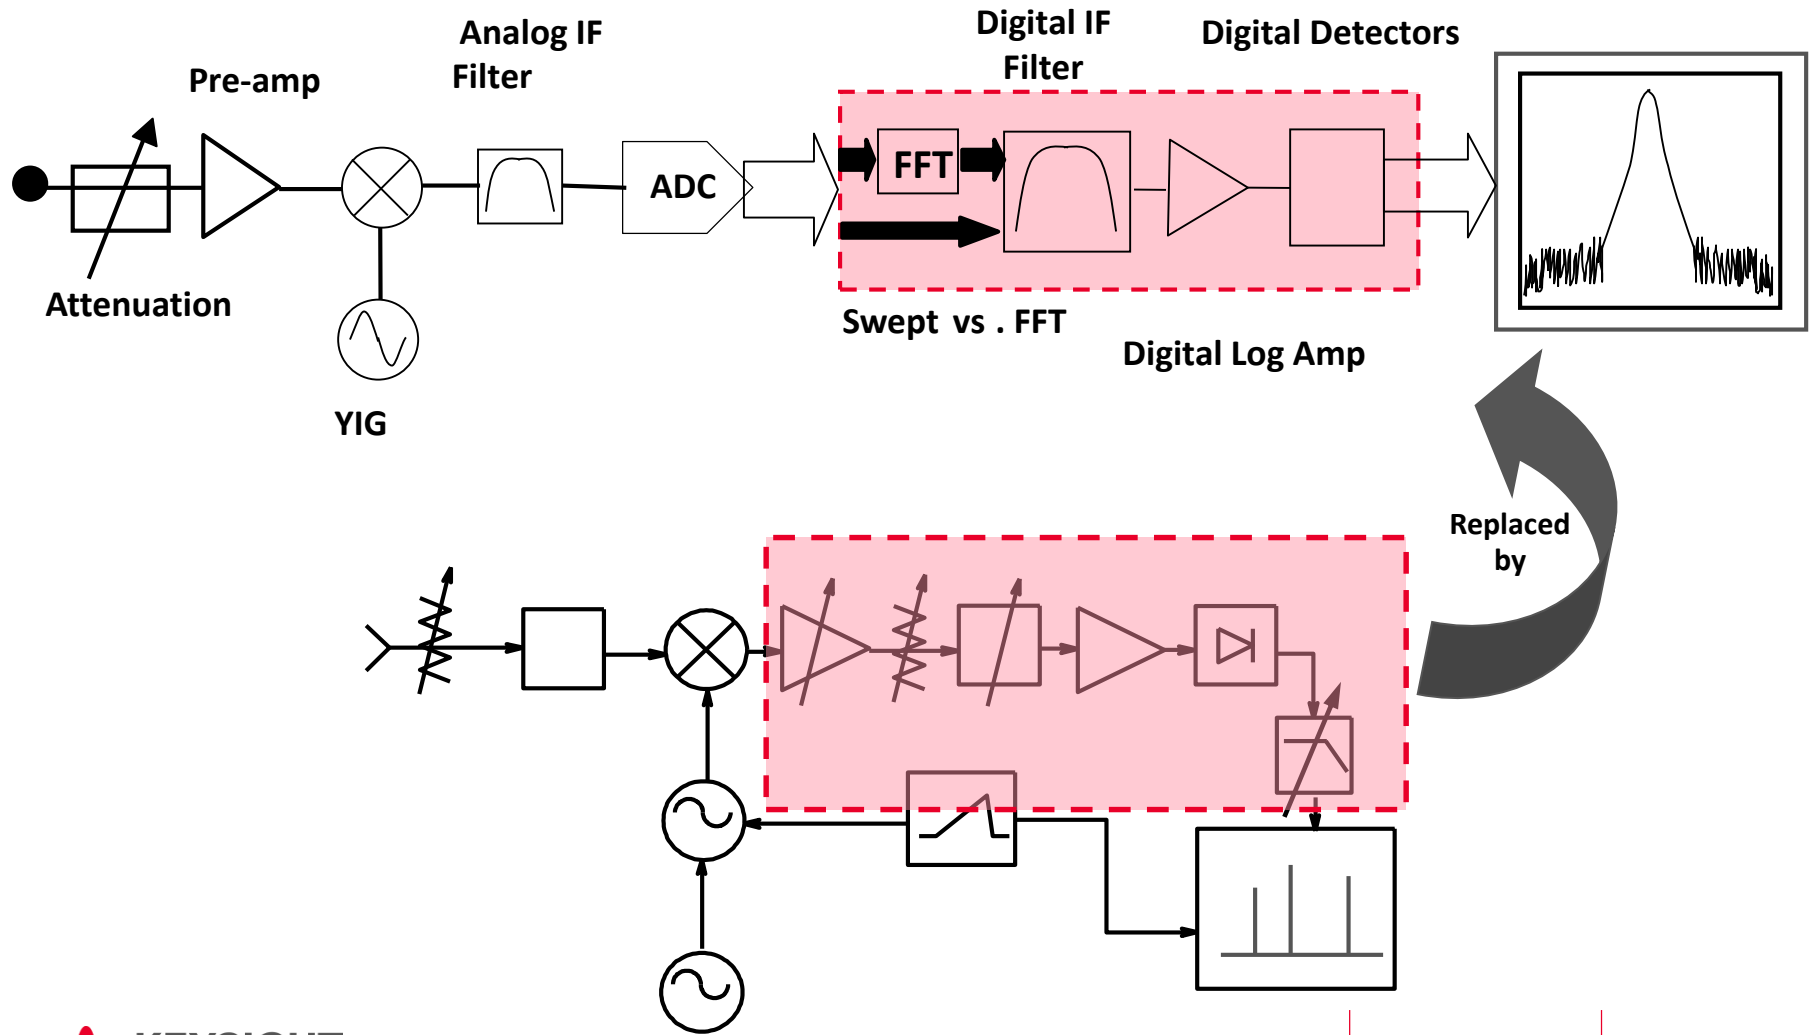 Analog IF
Filter
Digital IF
Filter
Digital Detectors
Pre-amp
FFT
ADC
Attenuation
Swept vs . FFT
Digital Log Amp
YIG
Replaced
by